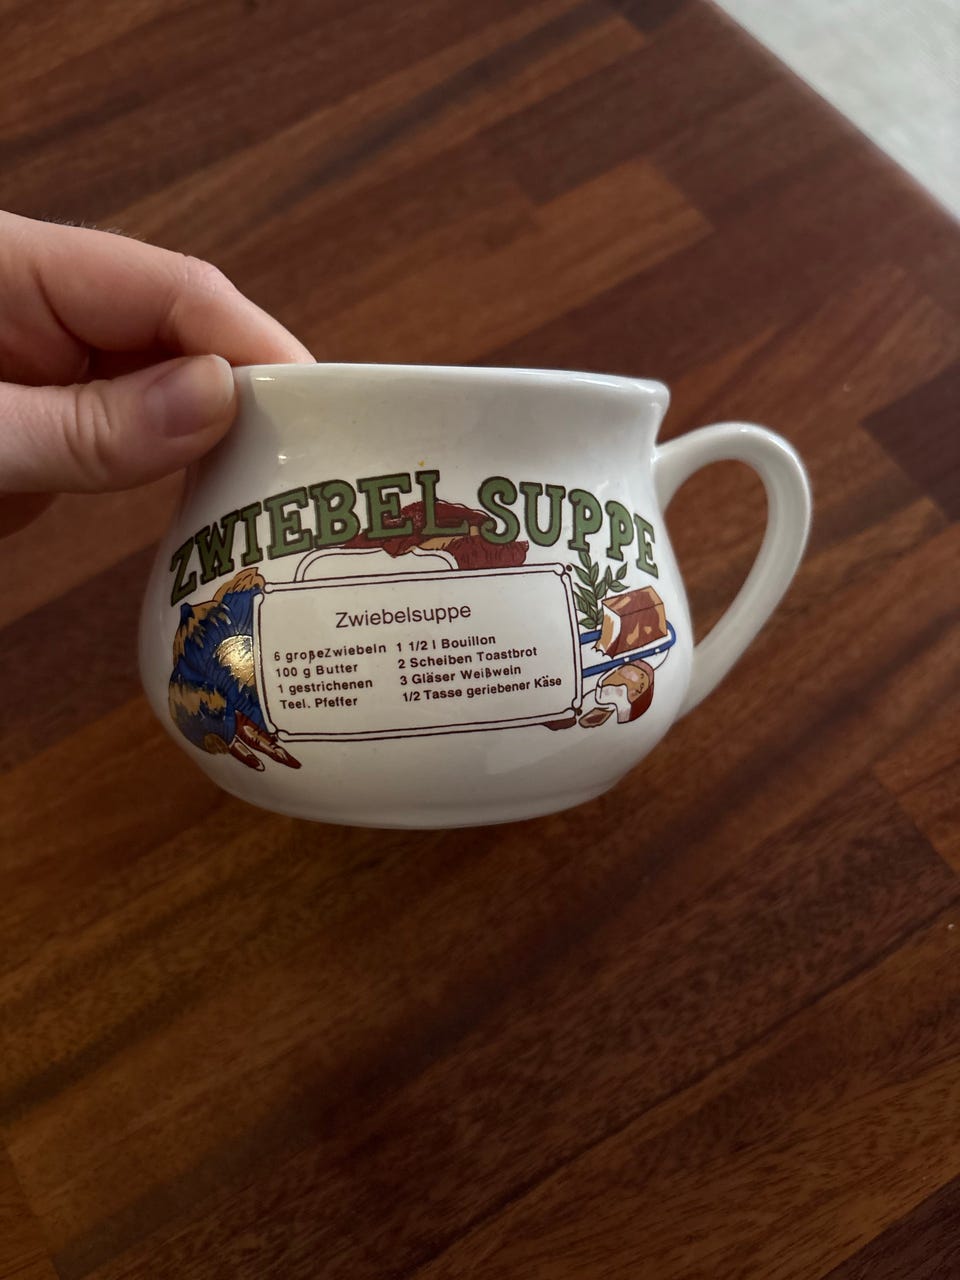 ZWIEBEL SUPPE
Zwiebelsuppe
6 großeZwiebeln
100 g Butter
1 gestrichenen
Teel. Pfeffer
1 1/2 l Bouillon
2 Scheiben Toastbrot
3 Gläser Weißwein
1/2 Tasse geriebener Käse